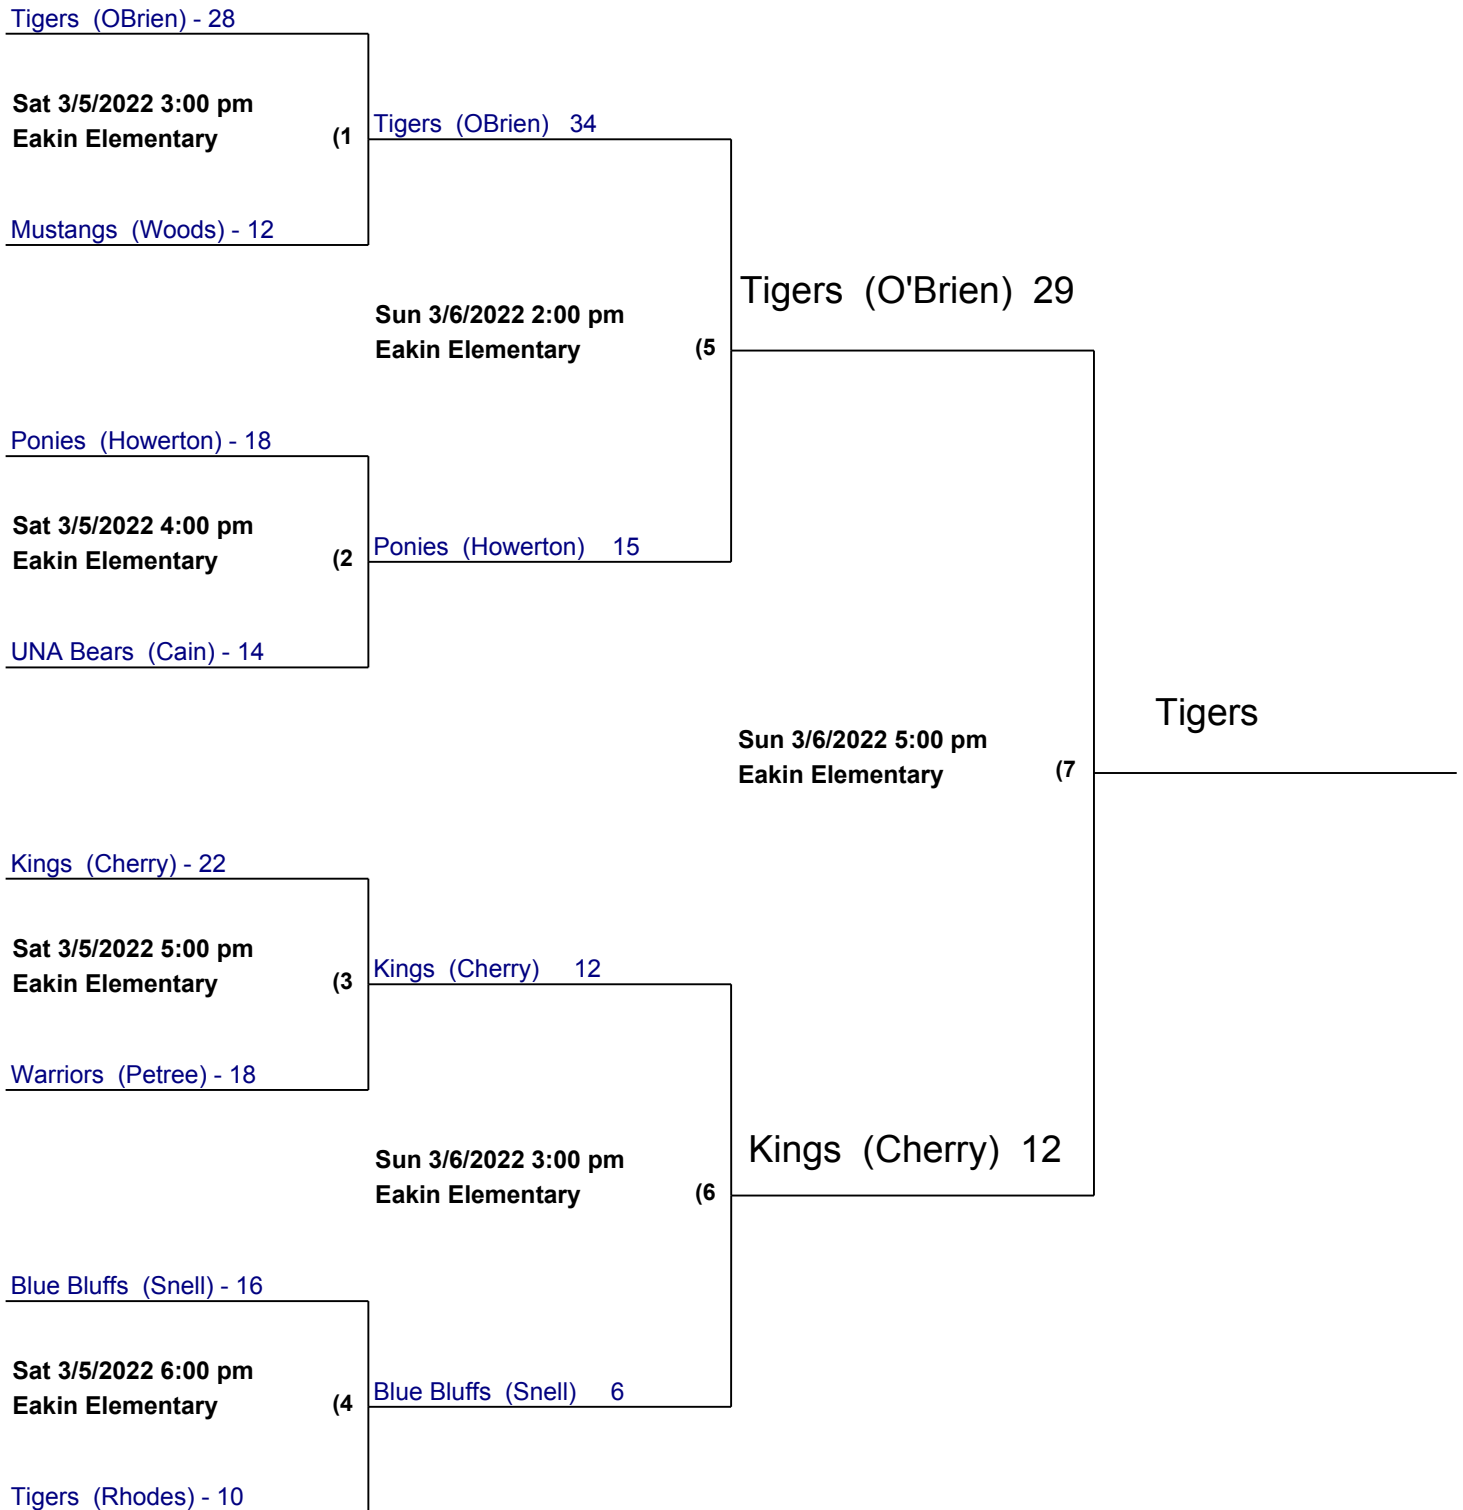 Tigers  (OBrien) - 28
Sat 3/5/2022 3:00 pm
Eakin Elementary (1
Tigers  (OBrien)   34
Mustangs  (Woods) - 12
Tigers  (O'Brien)  29
Sun 3/6/2022 2:00 pm
Eakin Elementary (5
Ponies  (Howerton) - 18
Sat 3/5/2022 4:00 pm
Eakin Elementary (2
Ponies  (Howerton)    15
UNA Bears  (Cain) - 14
Tigers
Sun 3/6/2022 5:00 pm
Eakin Elementary (7
Kings  (Cherry) - 22
Sat 3/5/2022 5:00 pm
Eakin Elementary (3
Kings  (Cherry)     12
Warriors  (Petree) - 18
Kings  (Cherry)  12
Sun 3/6/2022 3:00 pm
Eakin Elementary (6
Blue Bluffs  (Snell) - 16
Sat 3/5/2022 6:00 pm
Eakin Elementary (4
Blue Bluffs  (Snell)     6
Tigers  (Rhodes) - 10